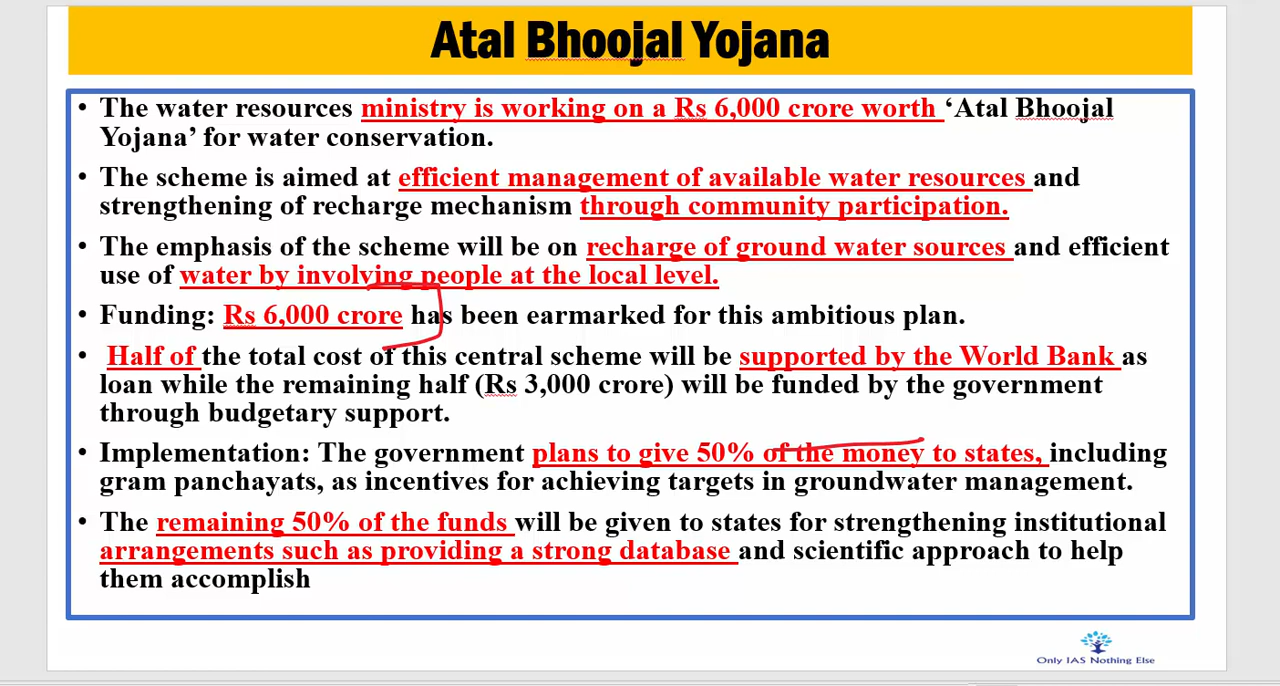 Atal Bhoojal Yojana
• The water resources ministry is working on a Rs 6,000 crore worth ‘Atal Bhoojal
Yojana’ for water conservation.
• The scheme is aimed at efficient management of available water resources and
strengthening of recharge mechanism through community participation.
• The emphasis of the scheme will be on recharge of ground water sources and efficient
use of water by involving people at the local level.
• Funding: Rs 6,000 crore has been earmarked for this ambitious plan.
• Half of the total cost of this central scheme will be supported by the World Bank as
loan while the remaining half (Rs 3,000 crore) will be funded by the government
through budgetary support.
• Implementation: The government plans to give 50% of the money to states, including
gram panchayats, as incentives for achieving targets in groundwater management.
• The remaining 50% of the funds will be given to states for strengthening institutional
arrangements such as providing a strong database and scientific approach to help
them accomplish
Only IAS Nothing Else